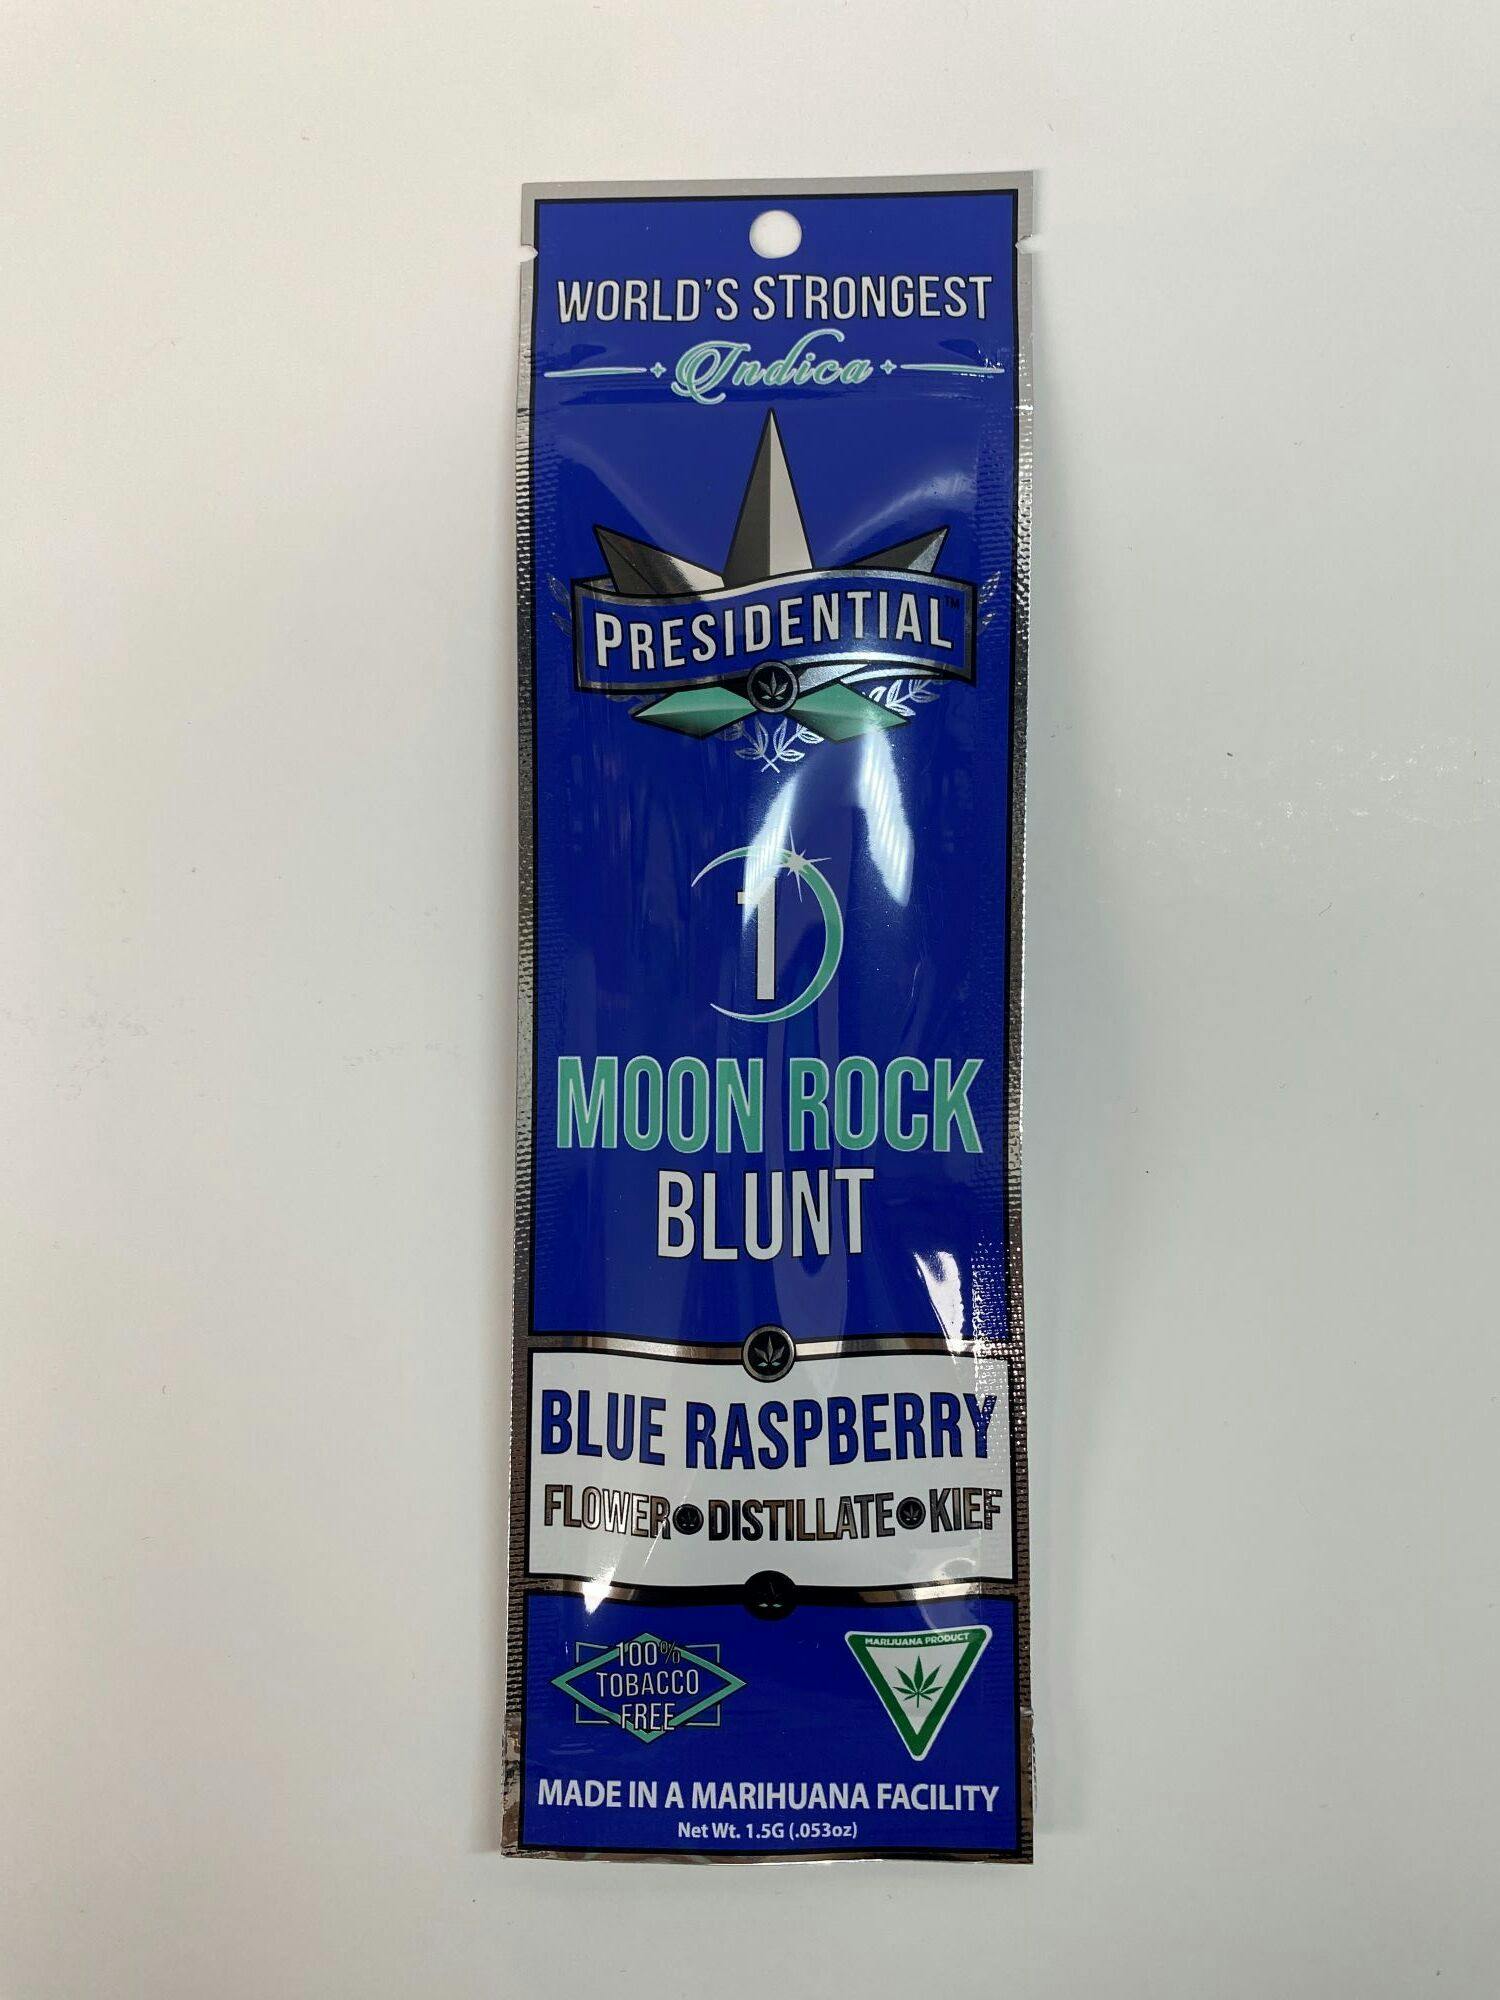 WORLD'S STRONGEST
Indica
PRESIDENTIAL™
1
MOON ROCK
BLUNT
BLUE RASPBERRY
FLOWER DISTILLATE KIEF
100%
TOBACCO
FREE
MARIJUANA PRODUCT
MADE IN A MARIHUANA FACILITY
Net Wt. 1.5G (.053oz)